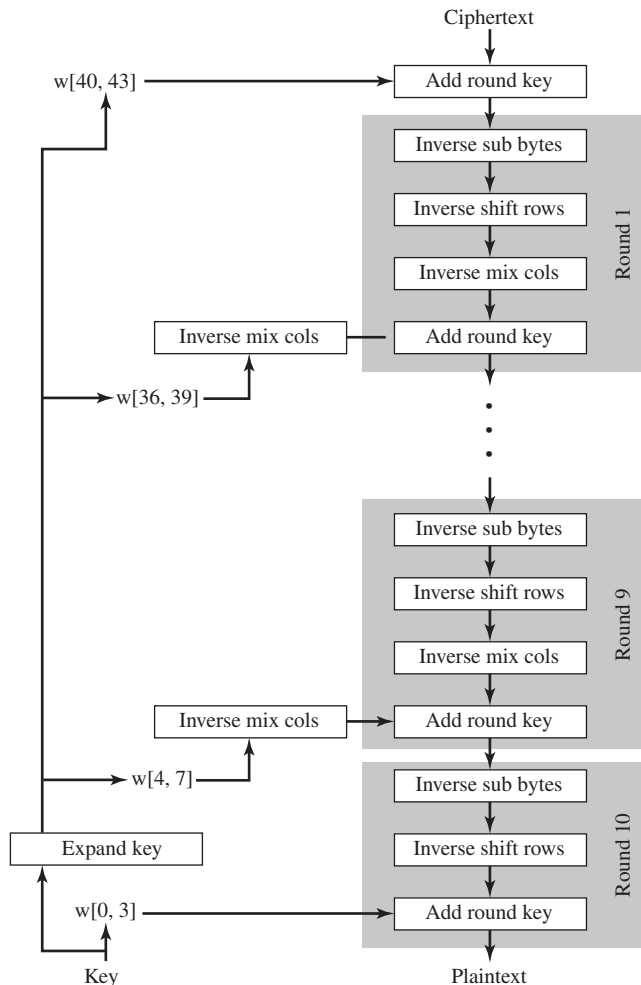 Ciphertext
w[40, 43]
Add round key
Inverse sub bytes
Inverse shift rows
Inverse mix cols
Inverse mix cols
Add round key
Round 1
w[36, 39]
Inverse sub bytes
Inverse shift rows
Inverse mix cols
Inverse mix cols
Add round key
Round 9
w[4, 7]
Inverse sub bytes
Expand key
Inverse shift rows
w[0, 3]
Add round key
Round 10
Key
Plaintext